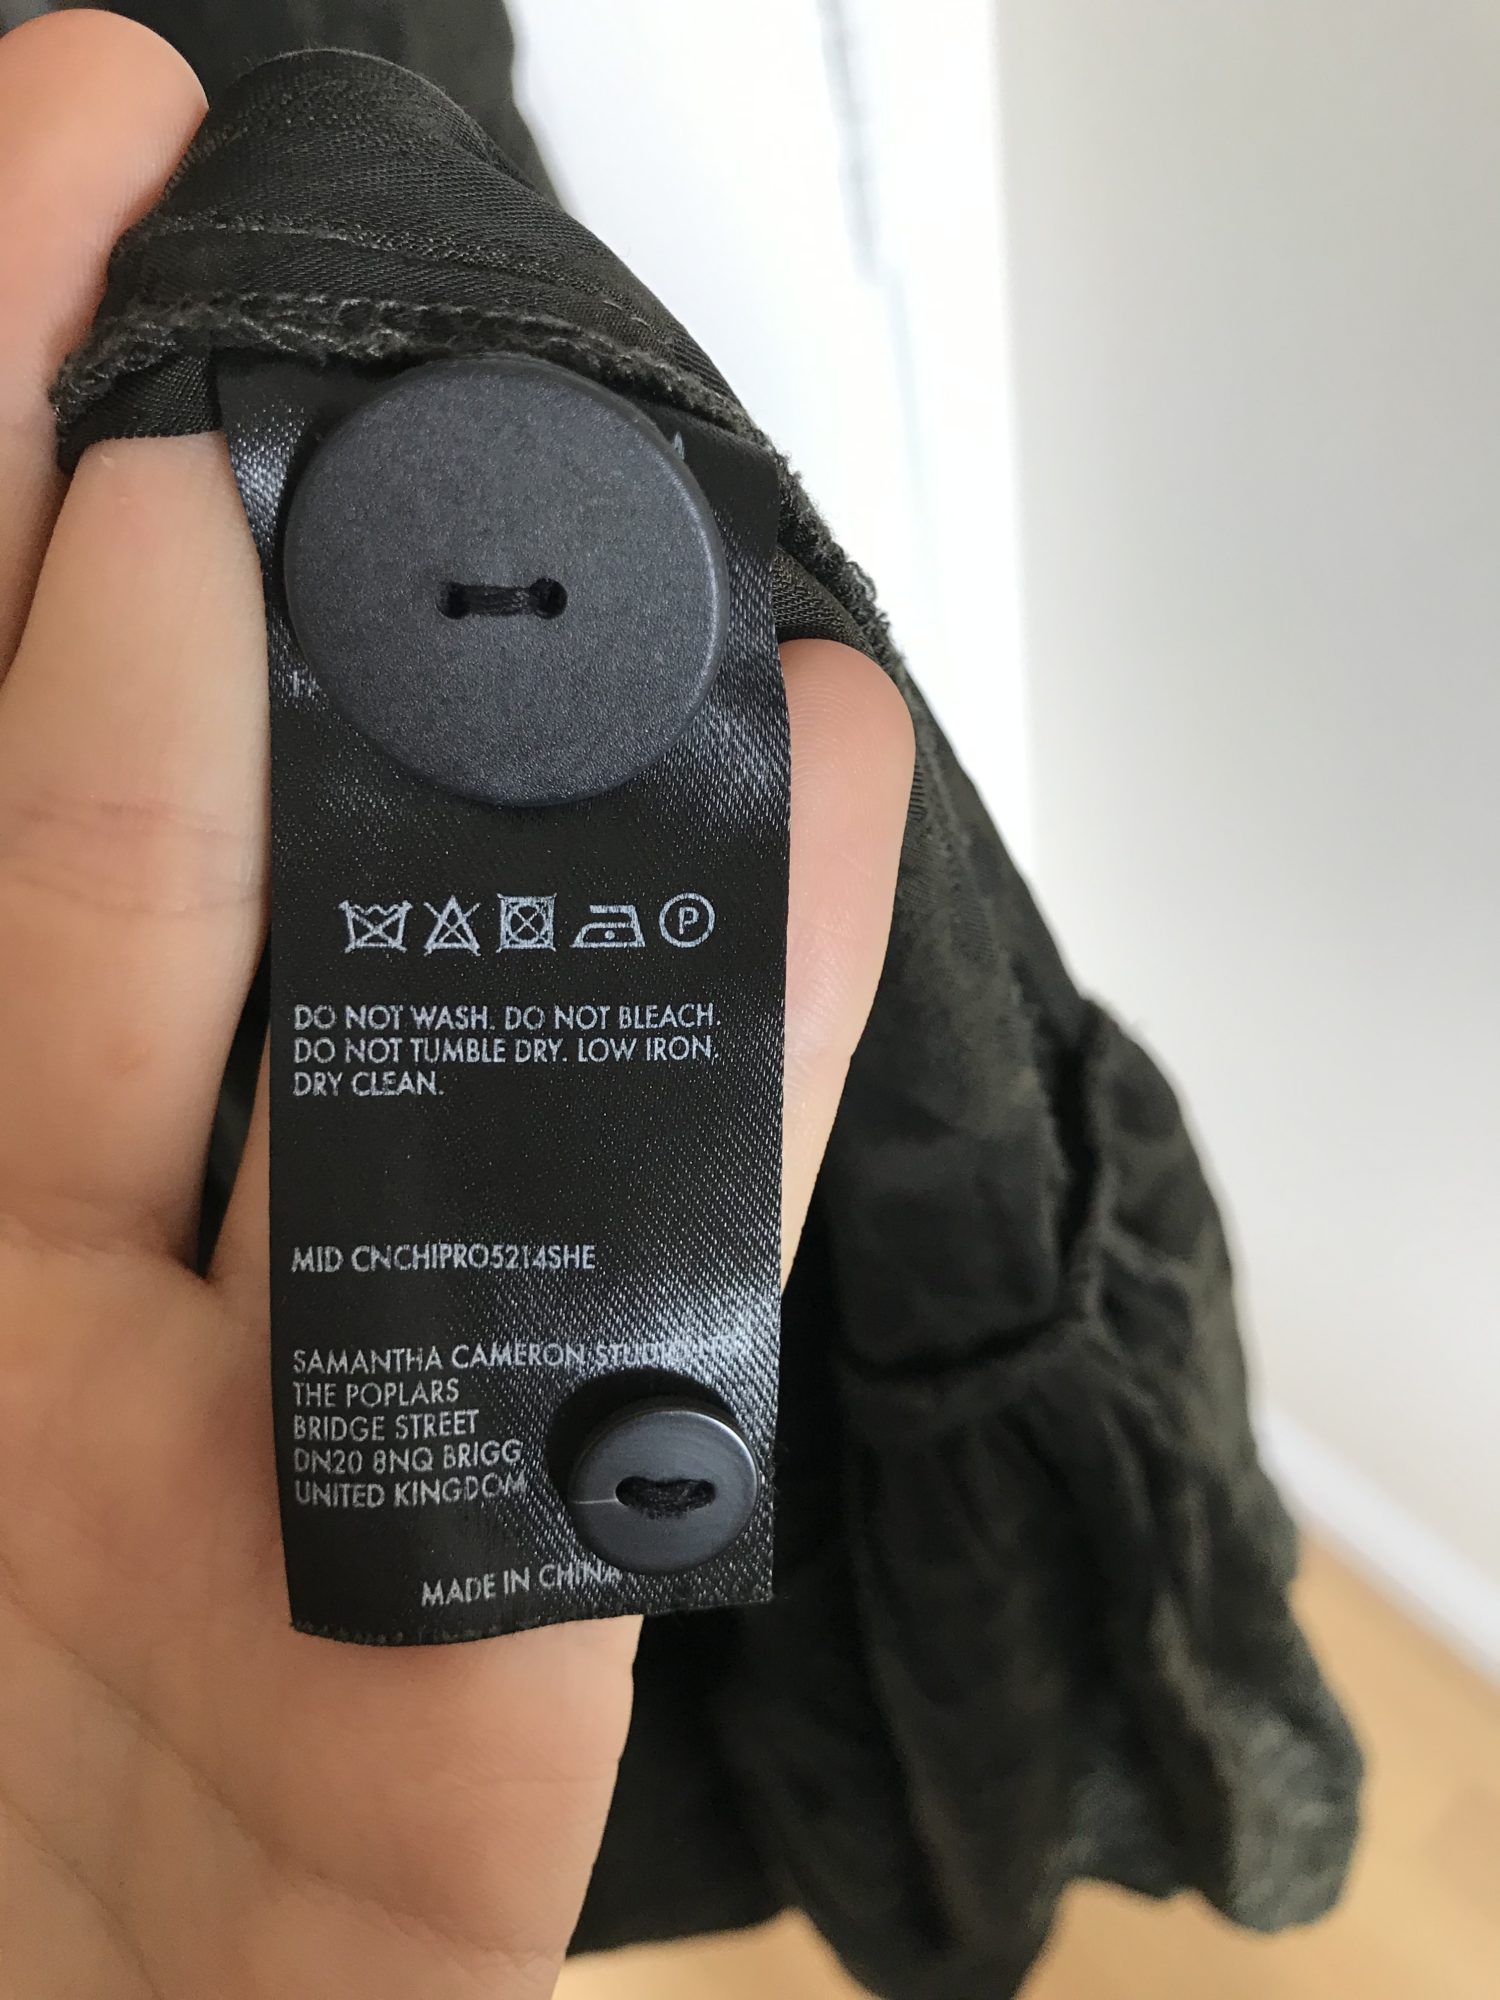 P
DO NOT WASH. DO NOT BLEACH.
DO NOT TUMBLE DRY. LOW IRON.
DRY CLEAN.
MID CNCHIPRO5214SHE
SAMANTHA CAMERON
THE POPLARS
BRIDGE STREET
DN20 8NQ BRIGG
UNITED KINGDOM
MADE IN CHINA